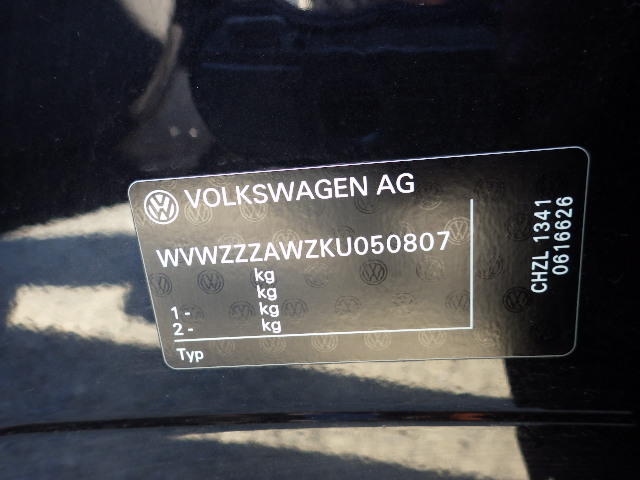 VOLKSWAGEN AG
WVWZZZAWZKU050807
kg
kg
1 - kg
2 - kg
Typ
CHZL 1341
0616626